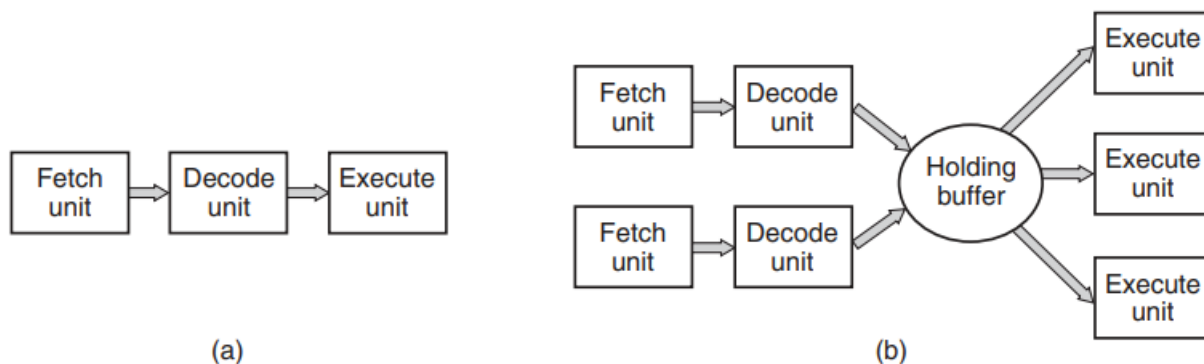 Fetch
unit
Decode
unit
Execute
unit
(a)
Fetch
unit
Decode
unit
Fetch
unit
Decode
unit
Holding
buffer
Execute
unit
Execute
unit
Execute
unit
(b)